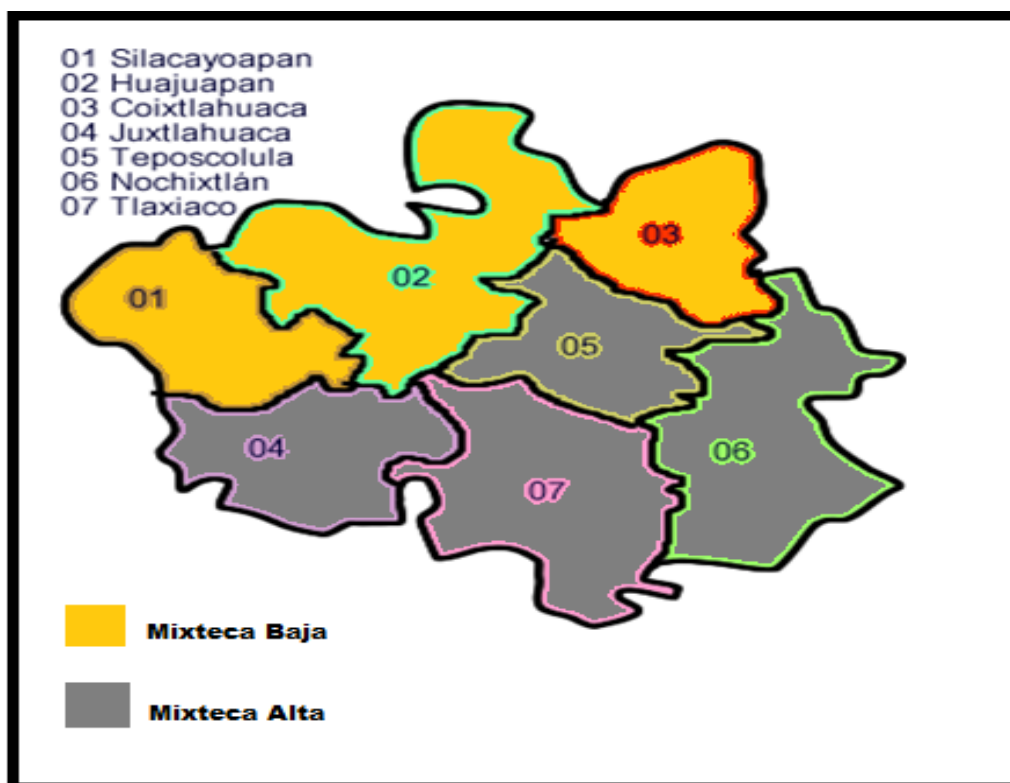 01 Silacayoapan
02 Huajuapan
03 Coixtlahuaca
04 Juxtlahuaca
05 Teposcolula
06 Nochixtlán
07 Tlaxiaco
03
02
01
05
04
06
07
Mixteca Baja
Mixteca Alta